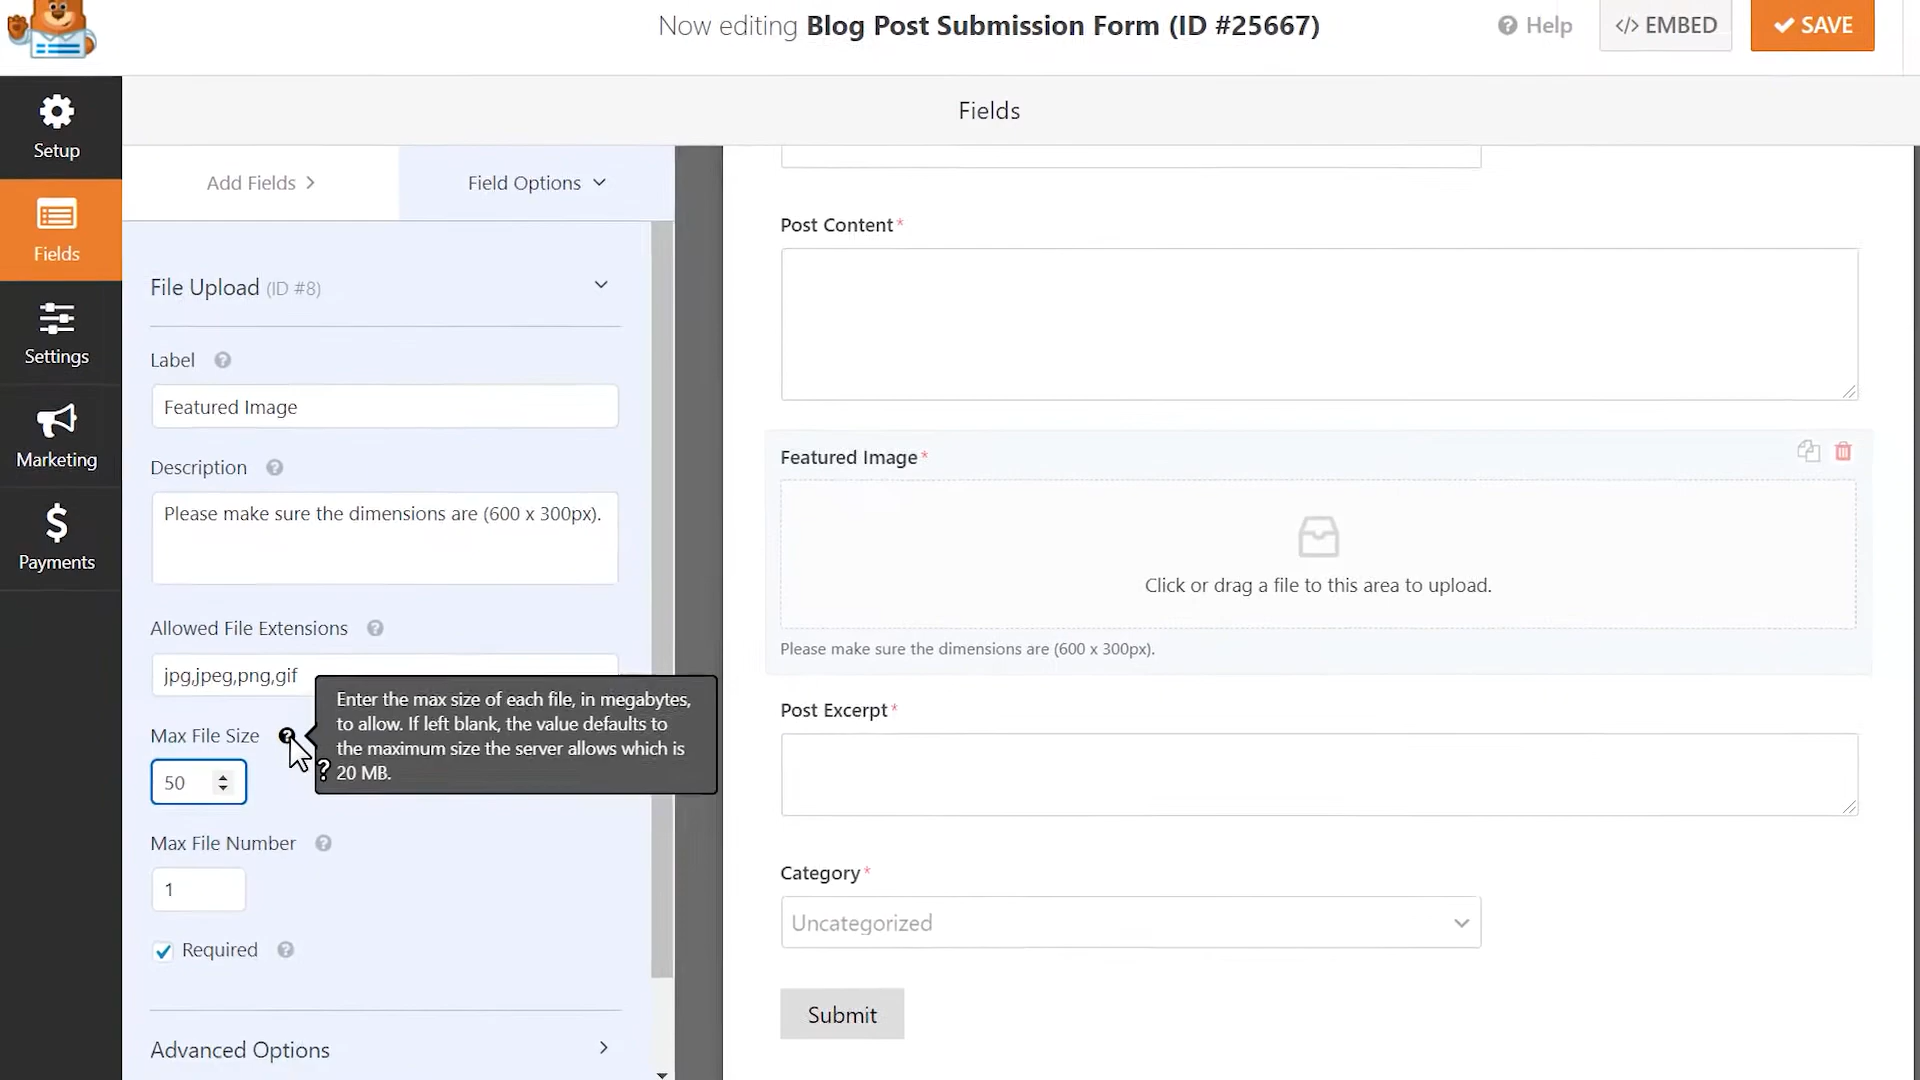 Now editing Blog Post Submission Form (ID #25667)
Help
</> EMBED
SAVE
Setup
Fields
Settings
Marketing
Payments
Fields
Add Fields
Field Options
File Upload (ID #8)
Label
Featured Image
Description
Please make sure the dimensions are (600 x 300px).
Allowed File Extensions
jpg,jpeg,png,gif
Max File Size
Enter the max size of each file, in megabytes,
to allow. If left blank, the value defaults to
the maximum size the server allows which is
20 MB.
50
Max File Number
1
Required
Advanced Options
Post Content*
Featured Image*
Click or drag a file to this area to upload.
Please make sure the dimensions are (600 x 300px).
Post Excerpt*
Category*
Uncategorized
Submit